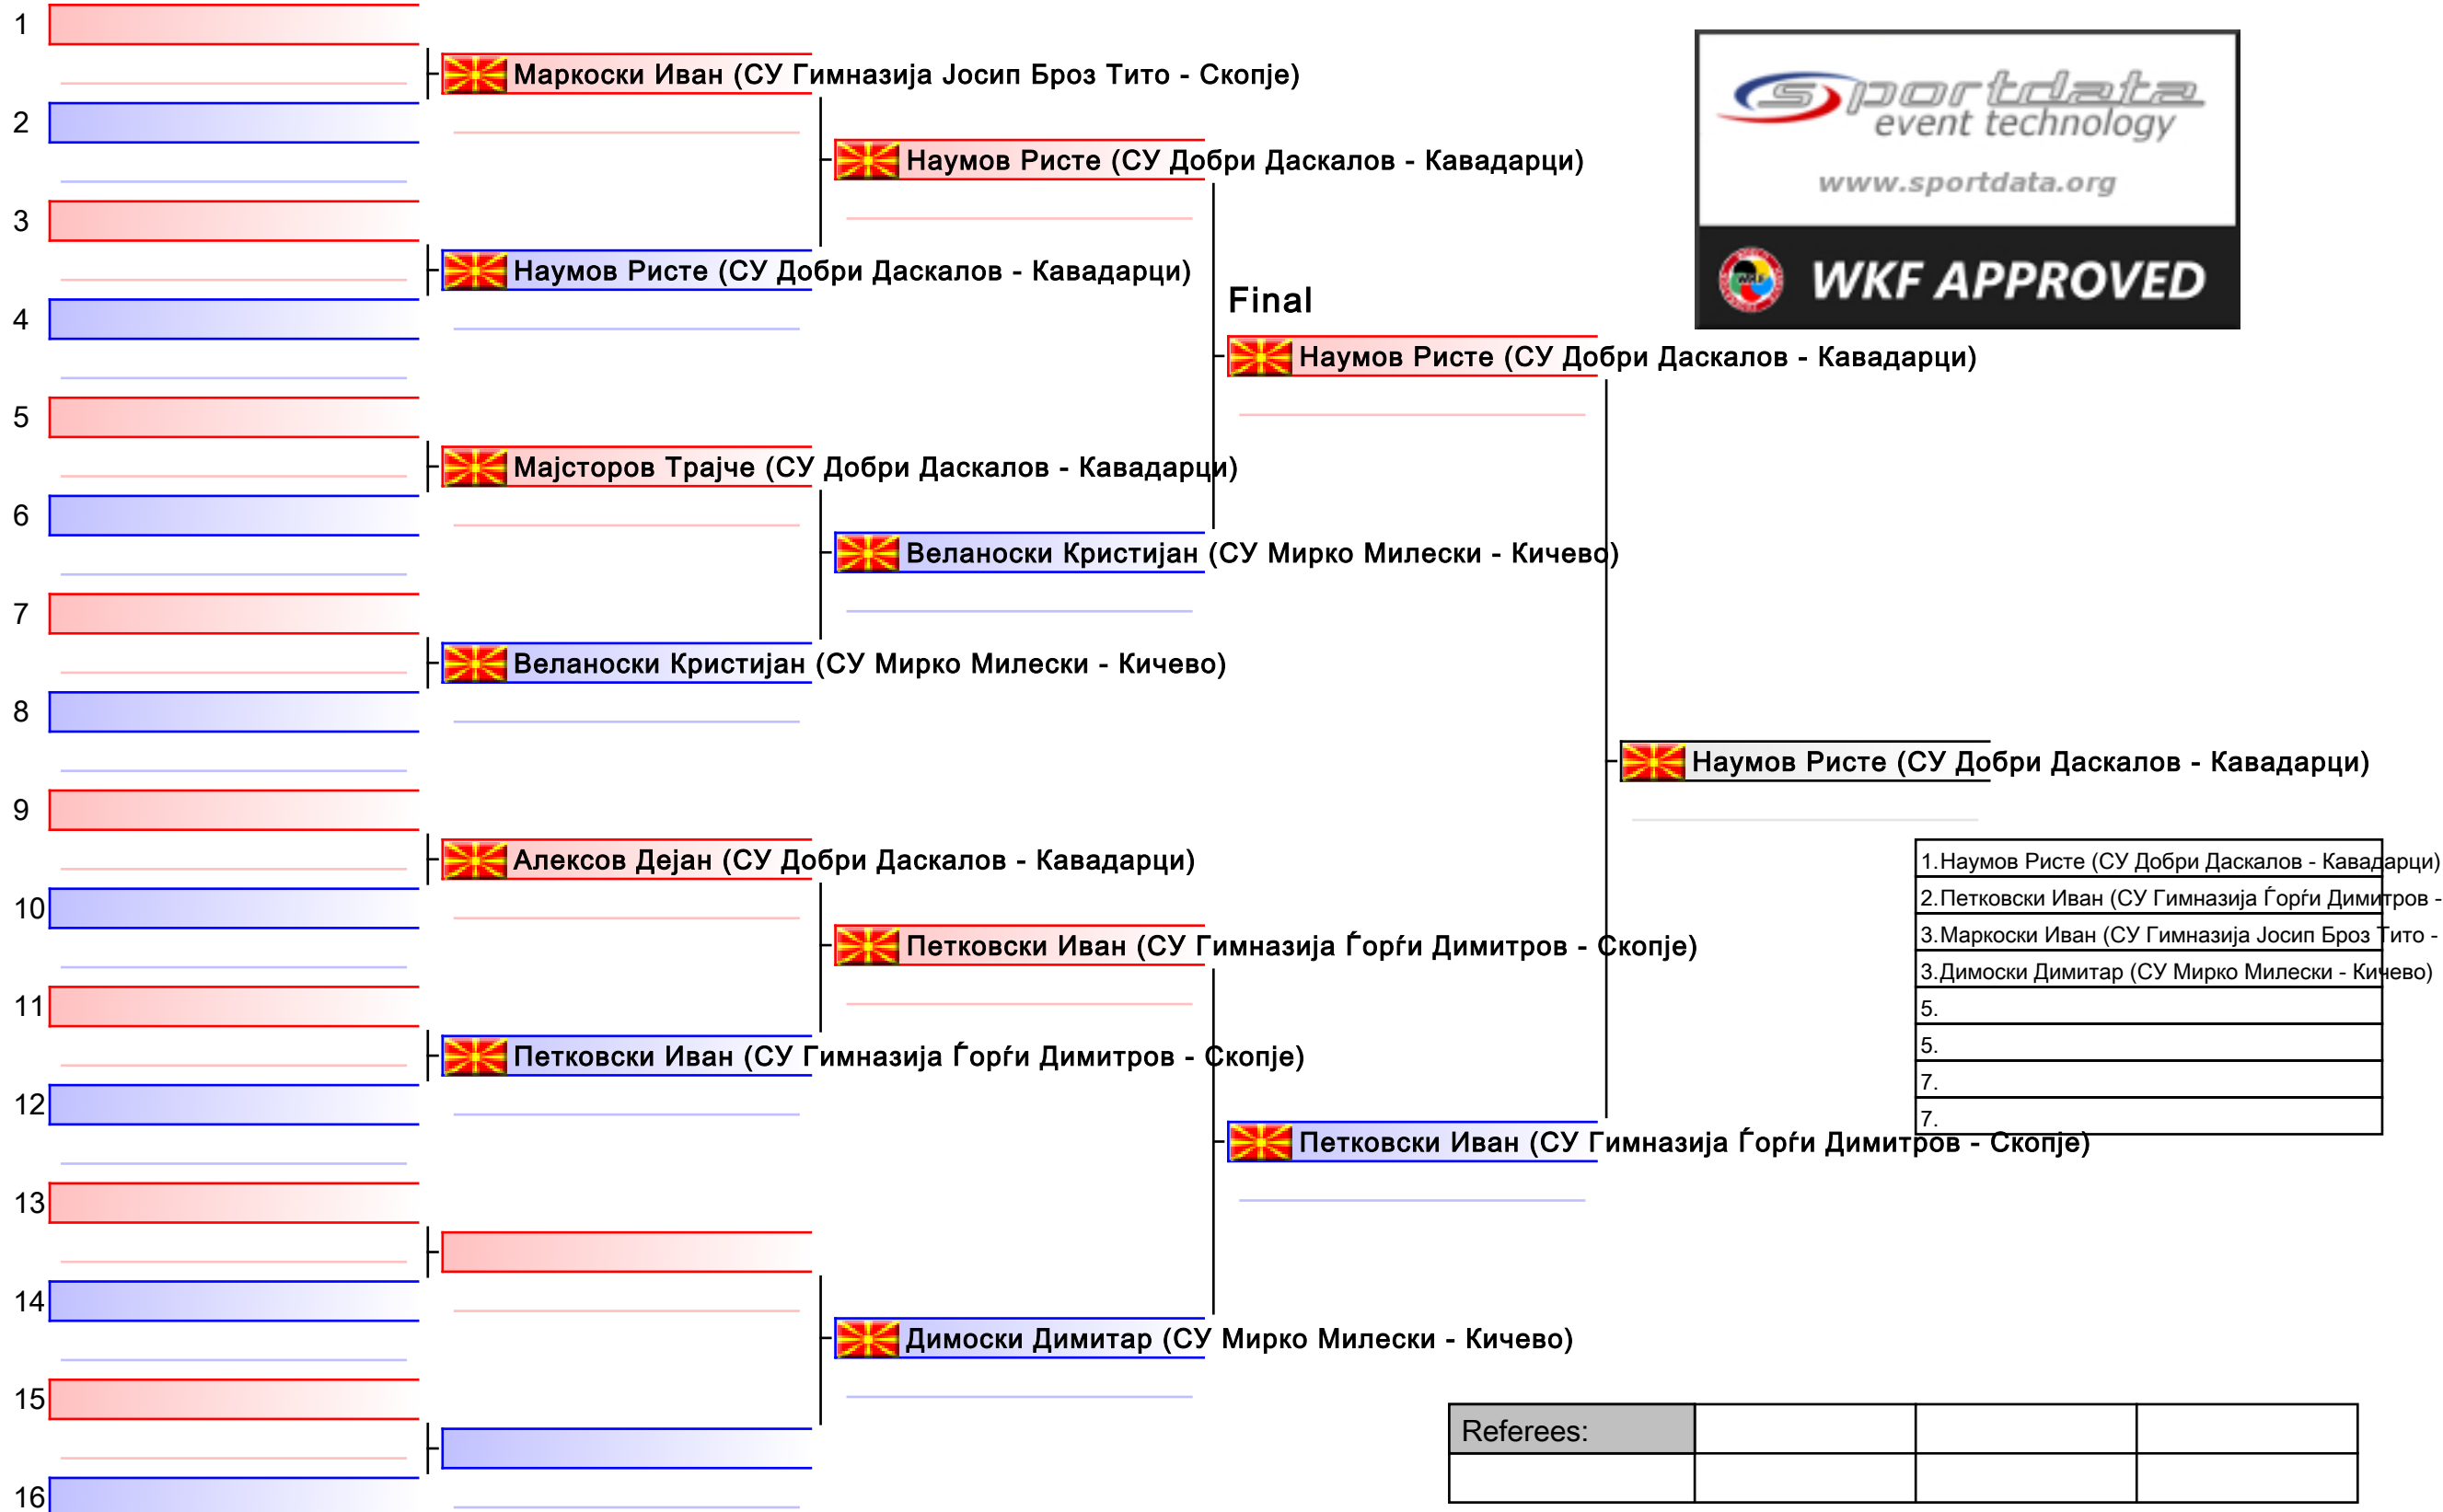 1
Маркоски Иван (СУ Гимназија Јосип Броз Тито - Скопје)
2
Наумов Ристе (СУ Добри Даскалов - Кавадарци)
3
Наумов Ристе (СУ Добри Даскалов - Кавадарци)
4
Final
Наумов Ристе (СУ Добри Даскалов - Кавадарци)
5
Мајсторов Трајче (СУ Добри Даскалов - Кавадарци)
6
Веланоски Кристијан (СУ Мирко Милески - Кичево)
7
Веланоски Кристијан (СУ Мирко Милески - Кичево)
8
Наумов Ристе (СУ Добри Даскалов - Кавадарци)
9
Алексов Дејан (СУ Добри Даскалов - Кавадарци)
10
Петковски Иван (СУ Гимназија Ѓорѓи Димитров - Скопје)
11
Петковски Иван (СУ Гимназија Ѓорѓи Димитров - Скопје)
12
Петковски Иван (СУ Гимназија Ѓорѓи Димитров - Скопје)
13
14
Димоски Димитар (СУ Мирко Милески - Кичево)
15
16
sportdata
event technology
www.sportdata.org
WKF APPROVED
1.Наумов Ристе (СУ Добри Даскалов - Кавадарци)
2.Петковски Иван (СУ Гимназија Ѓорѓи Димитров -
3.Маркоски Иван (СУ Гимназија Јосип Броз Тито -
3.Димоски Димитар (СУ Мирко Милески - Кичево)
5.
5.
7.
7.
Referees: